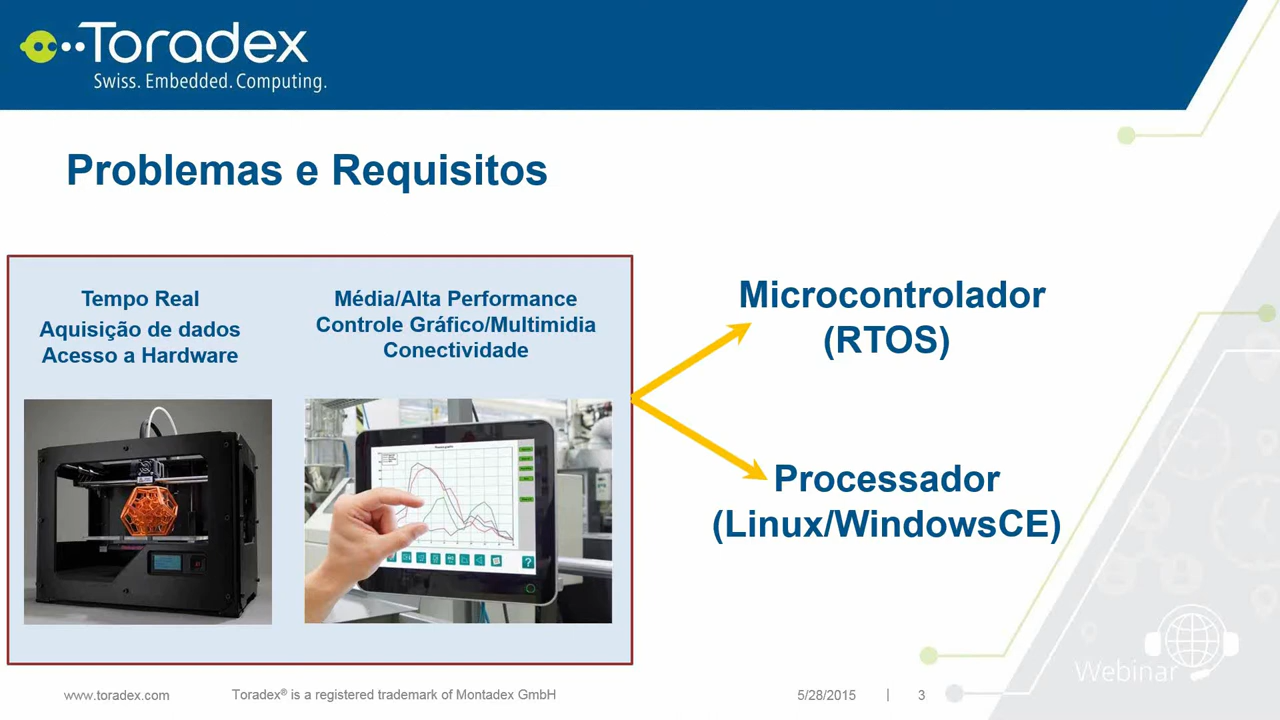 Toradex
Swiss. Embedded. Computing.
Problemas e Requisitos
Tempo Real
Aquisição de dados
Acesso a Hardware
Média/Alta Performance
Controle Gráfico/Multimidia
Conectividade
Microcontrolador
(RTOS)
Processador
(Linux/WindowsCE)
Webinar
www.toradex.com
Toradex® is a registered trademark of Montadex GmbH
5/28/2015 | 3